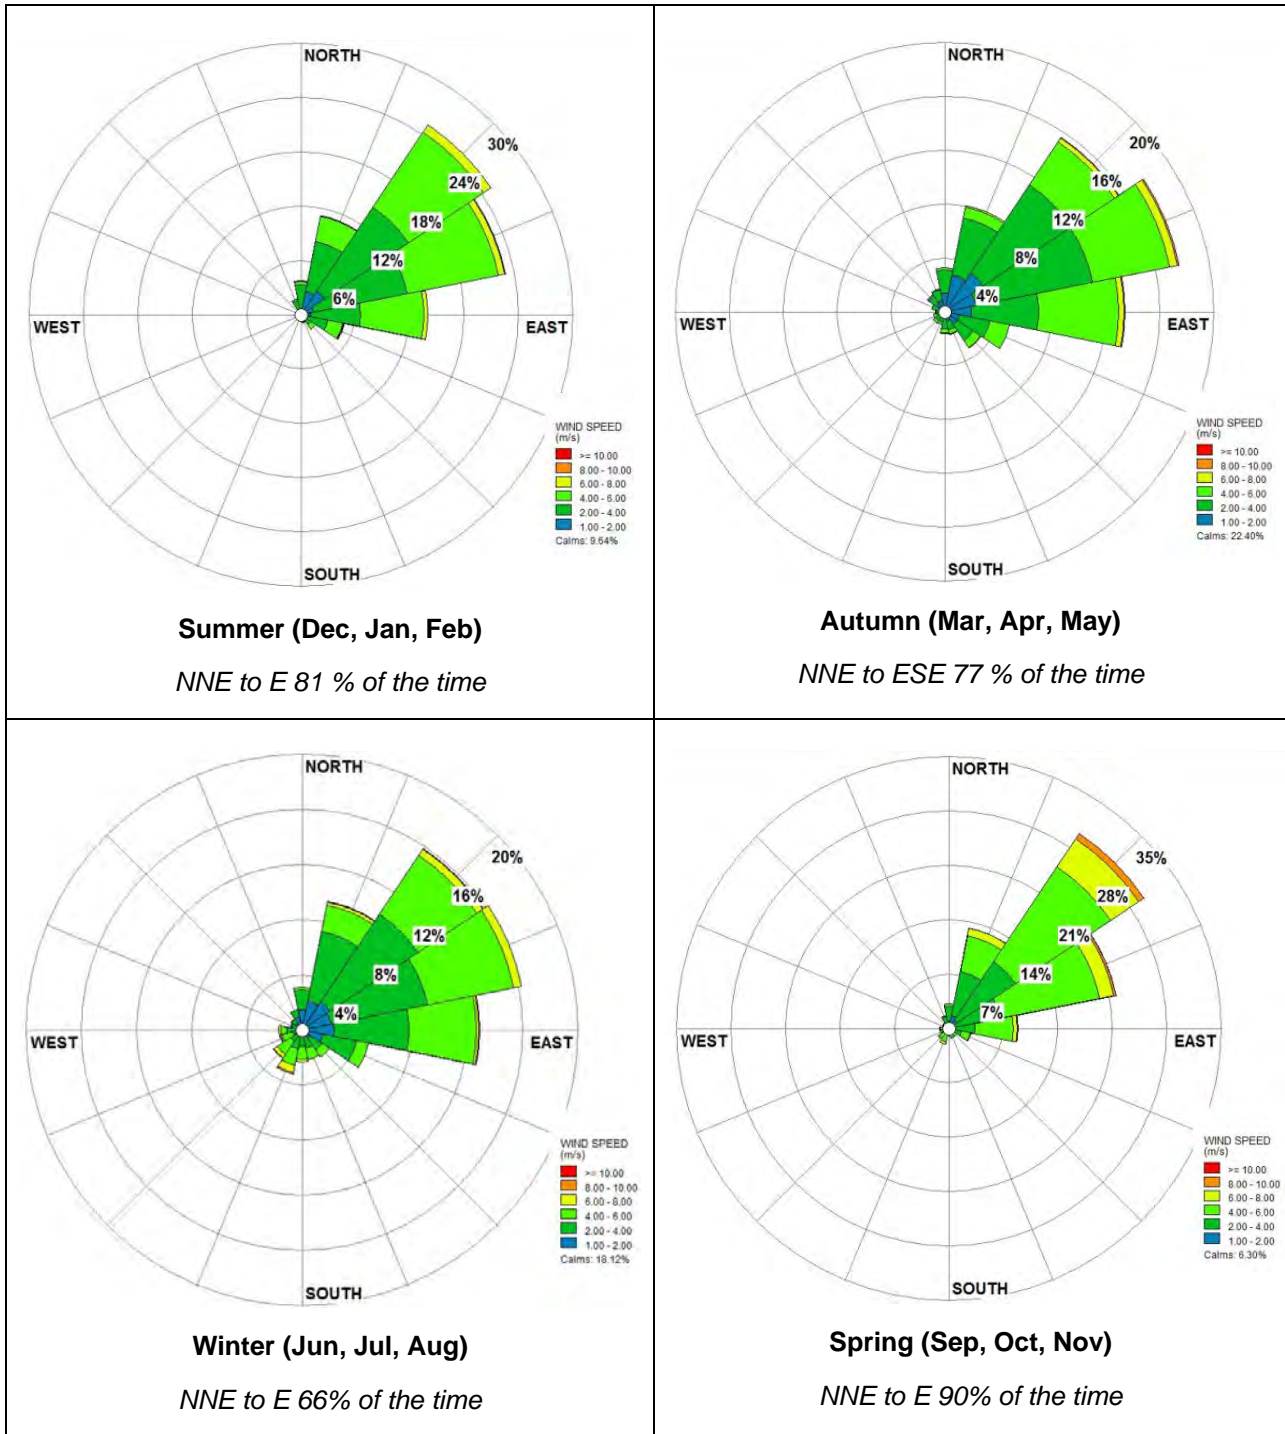 NORTH
30%
24%
18%
12%
6%
WEST
EAST
WIND SPEED
(m/s)
>= 10.00
8.00 - 10.00
6.00 - 8.00
4.00 - 6.00
2.00 - 4.00
1.00 - 2.00
Calms: 9.64%
SOUTH
Summer (Dec, Jan, Feb)
NNE to E 81 % of the time
NORTH
20%
16%
12%
8%
4%
WEST
EAST
WIND SPEED
(m/s)
>= 10.00
8.00 - 10.00
6.00 - 8.00
4.00 - 6.00
2.00 - 4.00
1.00 - 2.00
Calms: 22.40%
SOUTH
Autumn (Mar, Apr, May)
NNE to ESE 77 % of the time
NORTH
20%
16%
12%
8%
4%
WEST
EAST
WIND SPEED
(m/s)
>= 10.00
8.00 - 10.00
6.00 - 8.00
4.00 - 6.00
2.00 - 4.00
1.00 - 2.00
Calms: 18.12%
SOUTH
Winter (Jun, Jul, Aug)
NNE to E 66% of the time
NORTH
35%
28%
21%
14%
7%
WEST
EAST
WIND SPEED
(m/s)
>= 10.00
8.00 - 10.00
6.00 - 8.00
4.00 - 6.00
2.00 - 4.00
1.00 - 2.00
Calms: 6.30%
SOUTH
Spring (Sep, Oct, Nov)
NNE to E 90% of the time